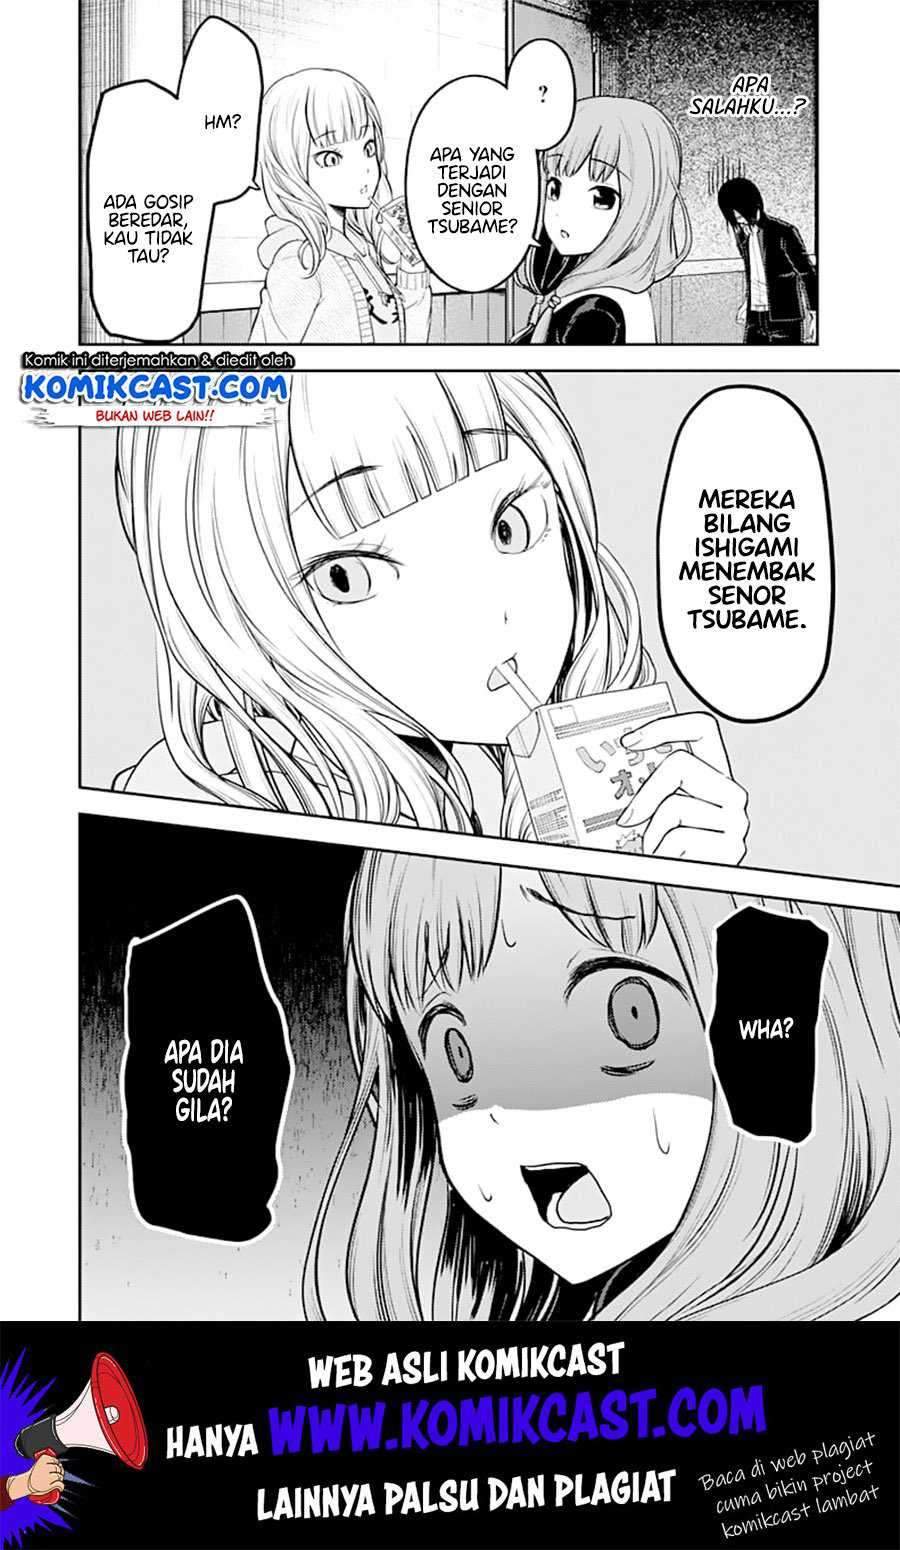 APA
SALAHKU...?
?
APA YANG
TERJADI
DENGAN
SENIOR
TSUBAME?
HM?
ADA GOSIP
BEREDAR,
KAU TIDAK
TAU?
Komik ini diterjemahkan & diedit oleh
KOMIKCAST.COM
BUKAN WEB LAIN!!
MEREKA
BILANG
ISHIGAMI
MENEMBAK
SENOR
TSUBAME.
WHA?
APA DIA
SUDAH
GILA?
WEB ASLI KOMIKCAST
HANYA WWW.KOMIKCAST.COM
LAINNYA PALSU DAN PLAGIAT
Baca di web plagiat
cuma bikin project
komikcast lambat